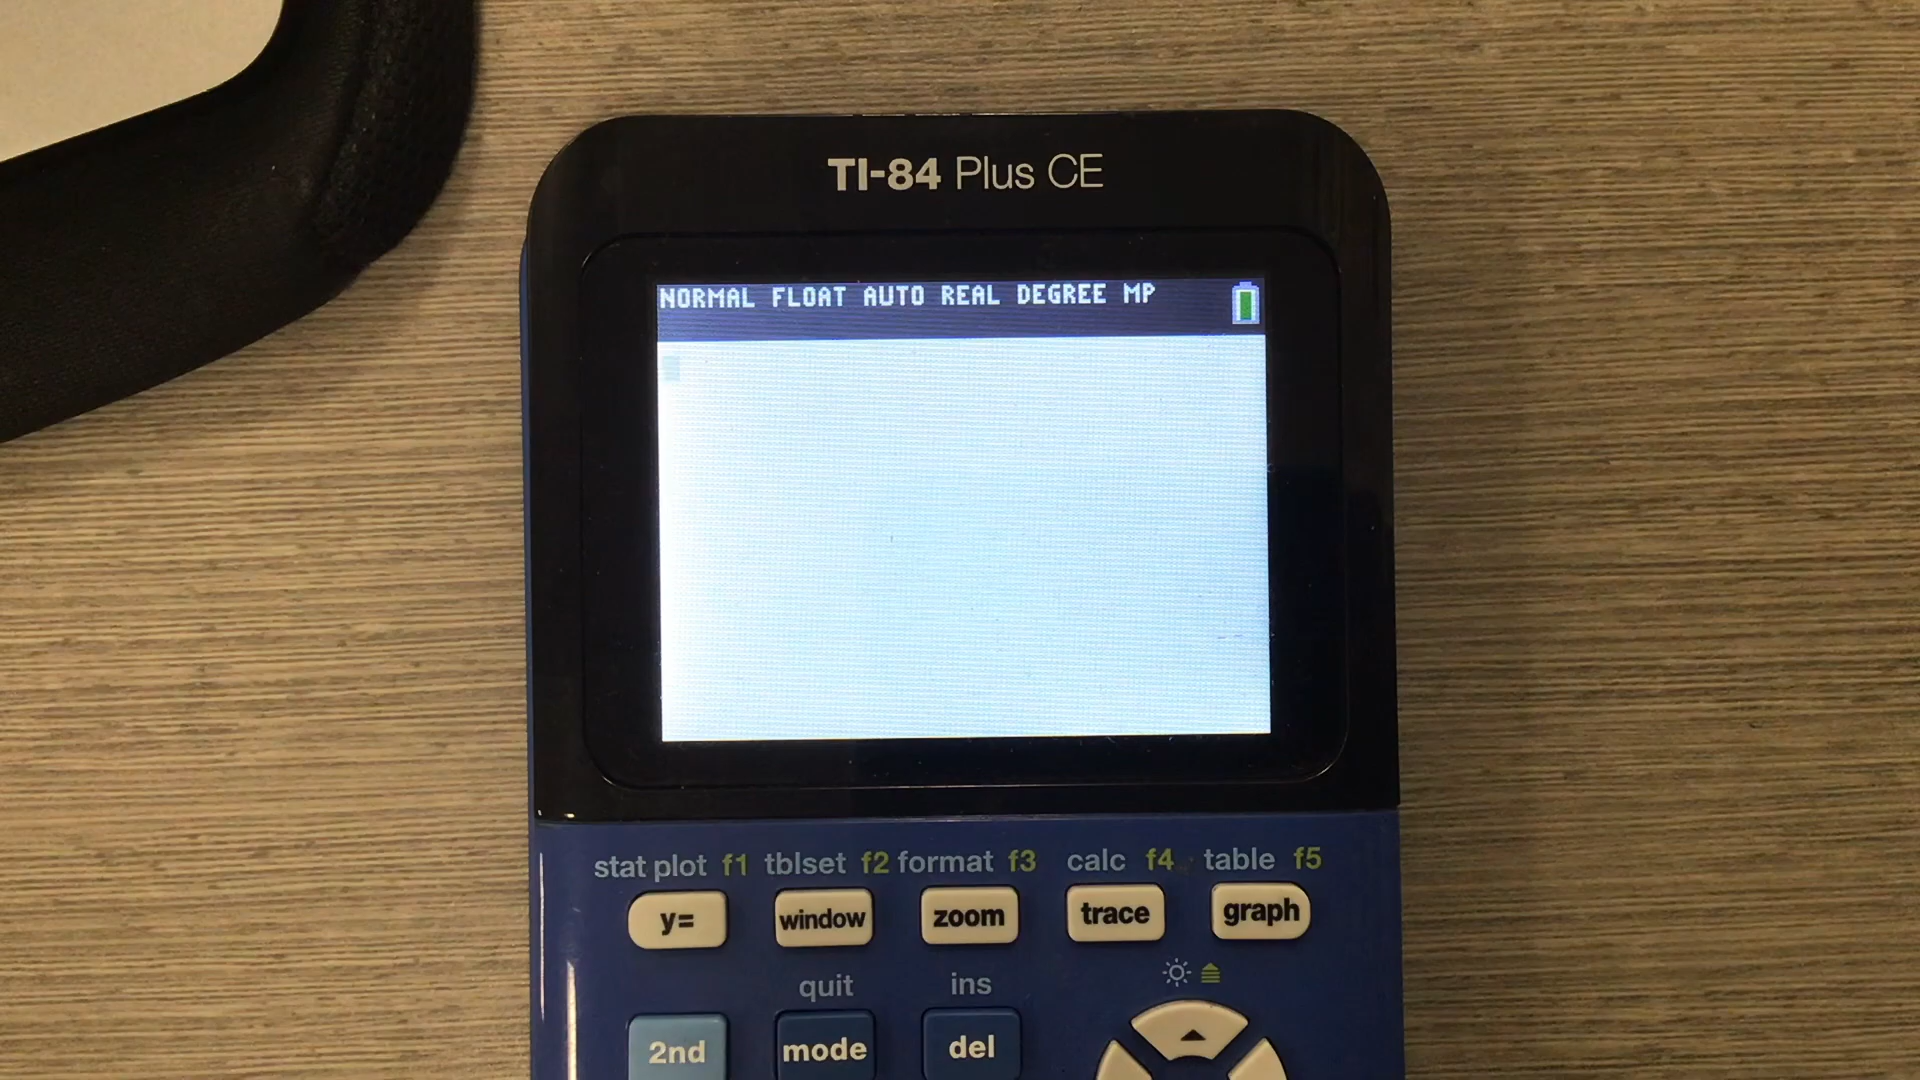 TI-84 Plus CE
NORMAL FLOAT AUTO REAL DEGREE MP
stat plot f1 tblset f2 format f3 calc f4 table f5
y= window zoom trace graph
quit ins
2nd mode del